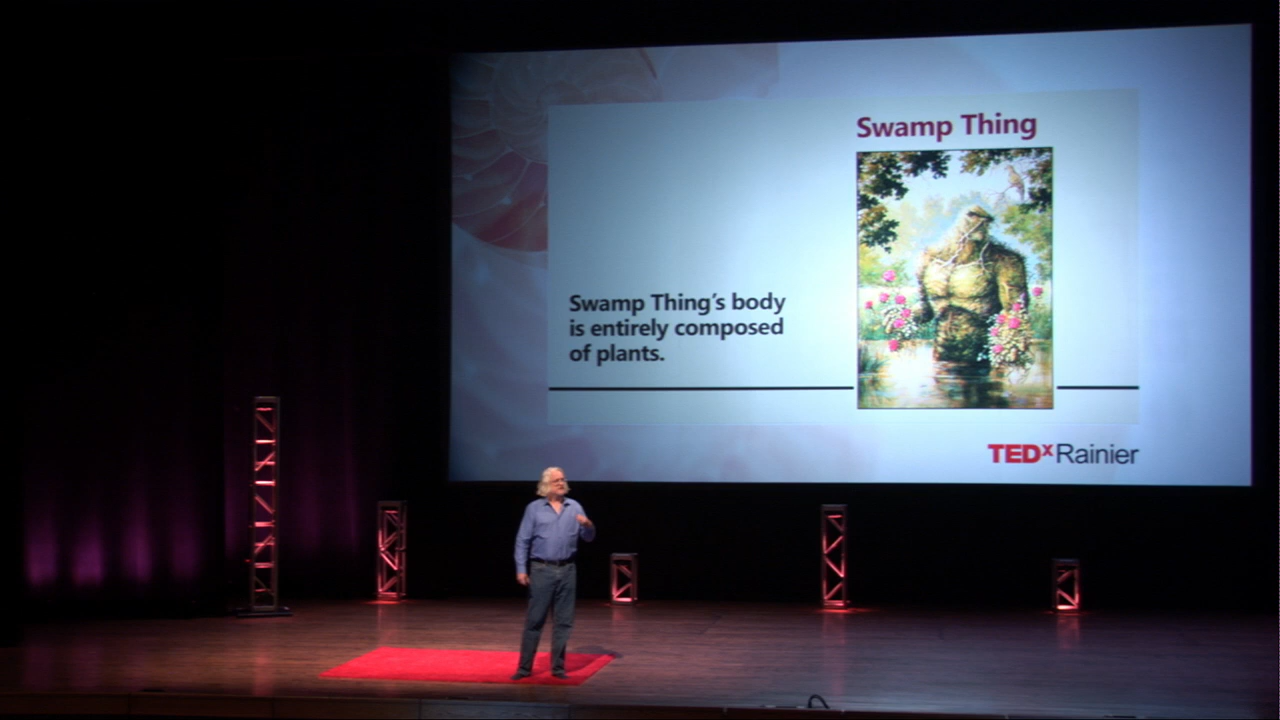 Swamp Thing
Swamp Thing's body
is entirely composed
of plants.
TEDxRainier